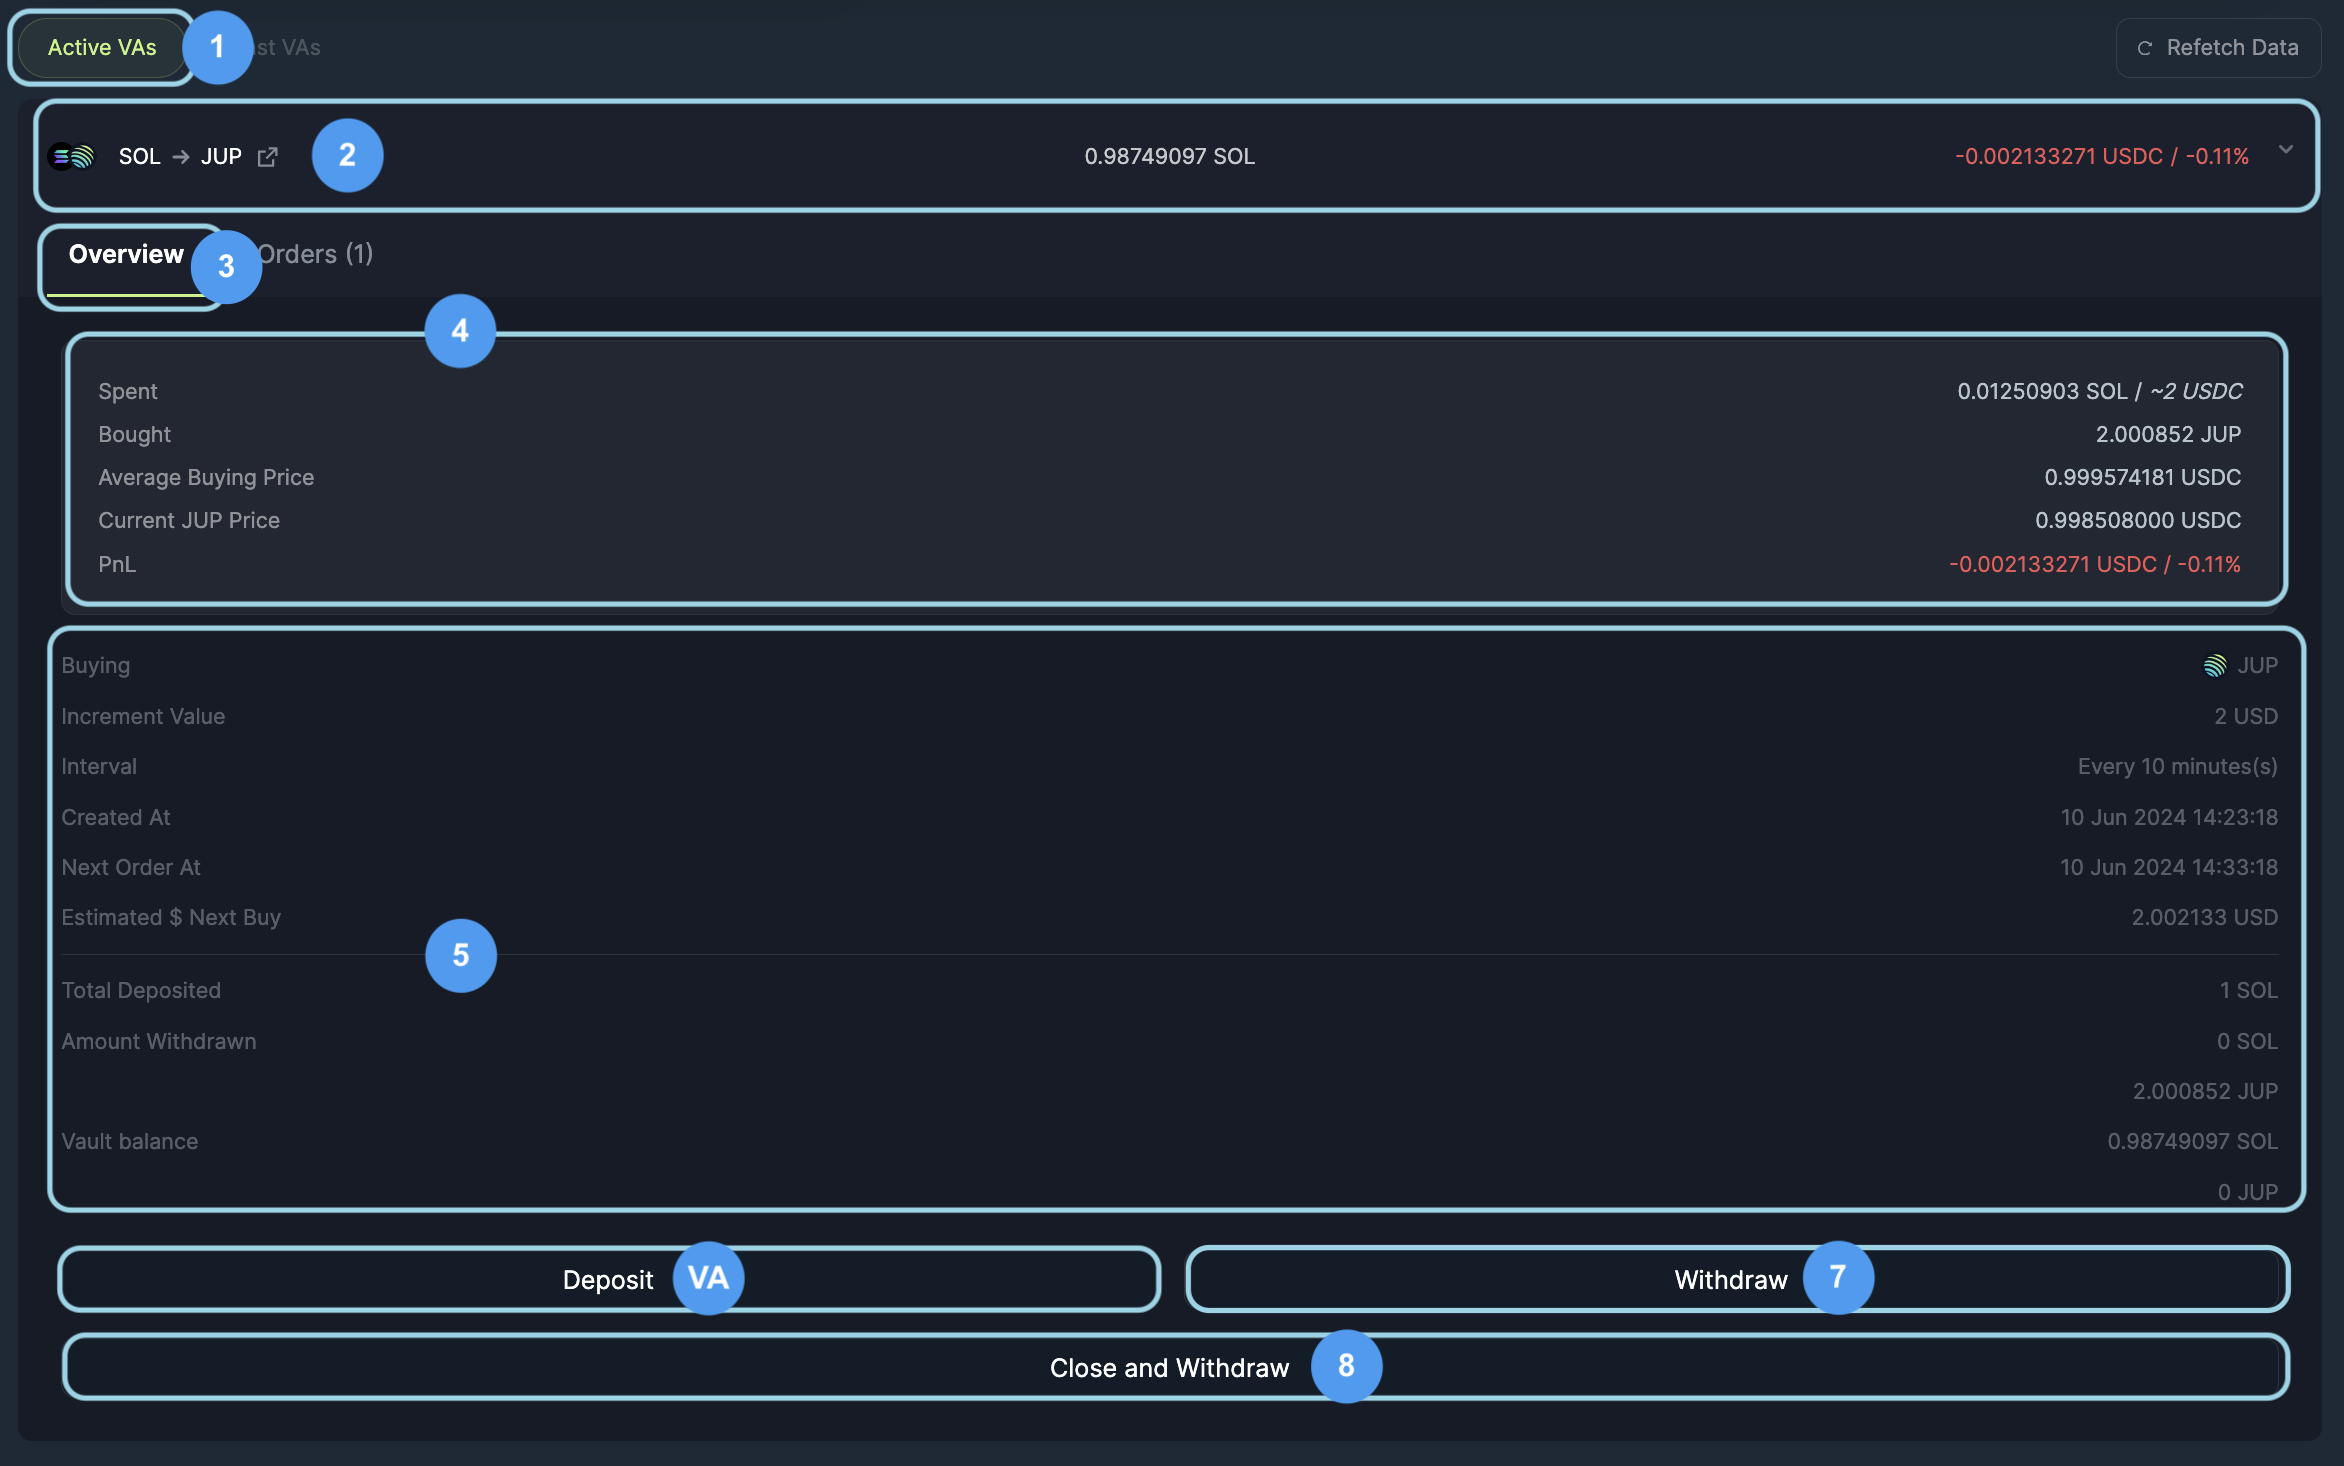 Active VAs 1 st VAs Refetch Data
SOL → JUP 2 0.98749097 SOL -0.002133271 USDC / -0.11%
Overview 3 Orders (1)
4
Spent 0.01250903 SOL / ~2 USDC
Bought 2.000852 JUP
Average Buying Price 0.999574181 USDC
Current JUP Price 0.998508000 USDC
PnL -0.002133271 USDC / -0.11%
Buying JUP
Increment Value 2 USD
Interval Every 10 minutes(s)
Created At 10 Jun 2024 14:23:18
Next Order At 10 Jun 2024 14:33:18
Estimated $ Next Buy 2.002133 USD
5
Total Deposited 1 SOL
Amount Withdrawn 0 SOL
2.000852 JUP
Vault balance 0.98749097 SOL
0 JUP
Deposit VA Withdraw 7
Close and Withdraw 8